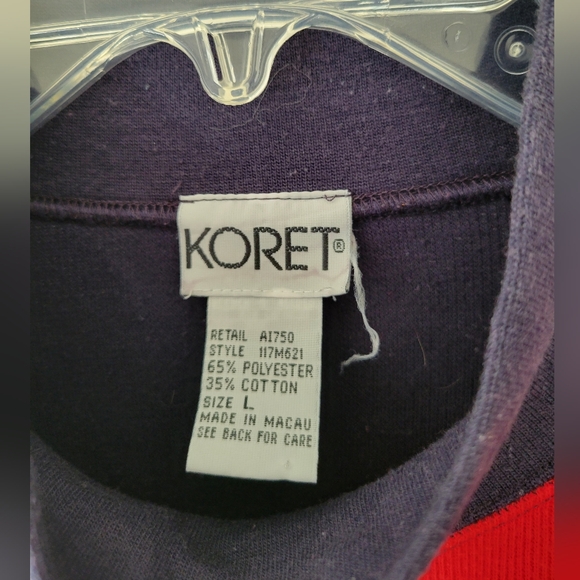 KORET®
RETAIL AI750
STYLE 117M621
65% POLYESTER
35% COTTON
SIZE L
MADE IN MACAU
SEE BACK FOR CARE